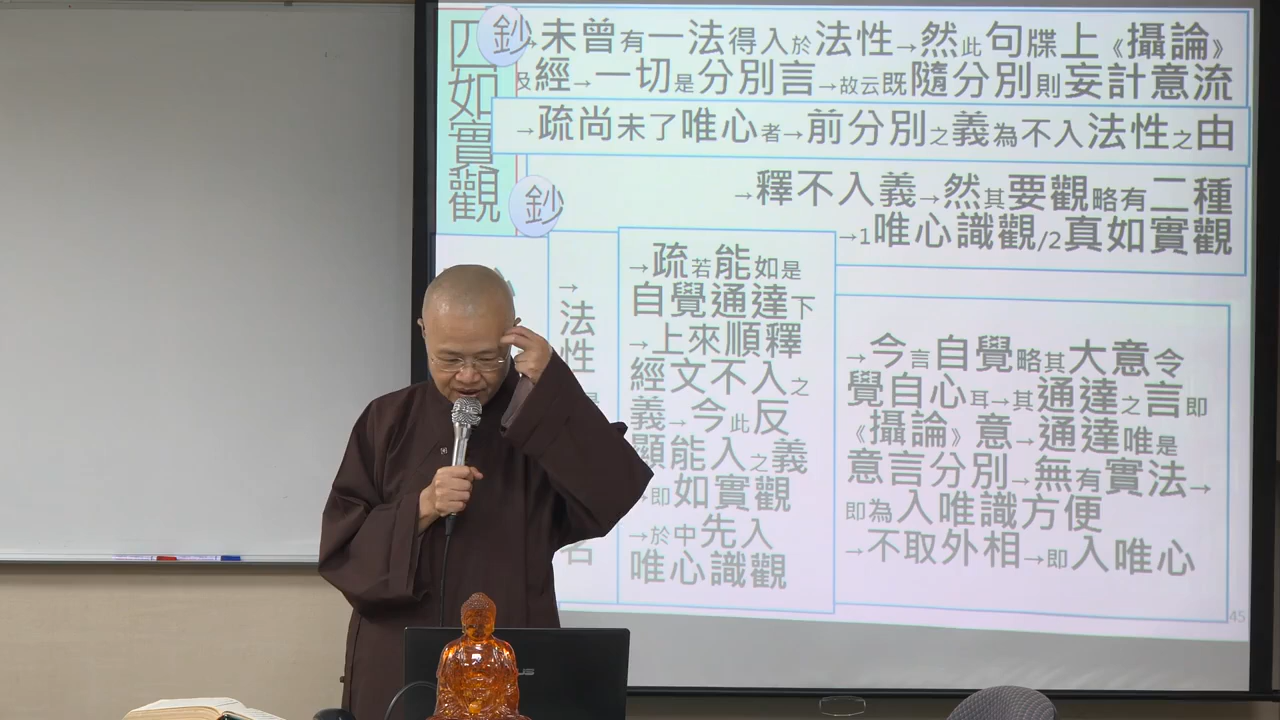 四如實觀
鈔
→未曾有一法得入於法性→然此句牒上《攝論》
及經→一切是分別言→故云既隨分別則妄計意流
→疏尚未了唯心者→前分別之義為不入法性之由
鈔
→釋不入義→然其要觀略有二種
→1唯心識觀/2真如實觀
→法性
名
→疏若能如是
自覺通達下
→上來順釋
經文不入之
義→今此反
顯能入之義
→即如實觀
→於中先入
唯心識觀
→今言自覺略其大意令
覺自心耳→其通達之言即
《攝論》意→通達唯是
意言分別→無有實法→
即為入唯識方便
→不取外相→即入唯心
45